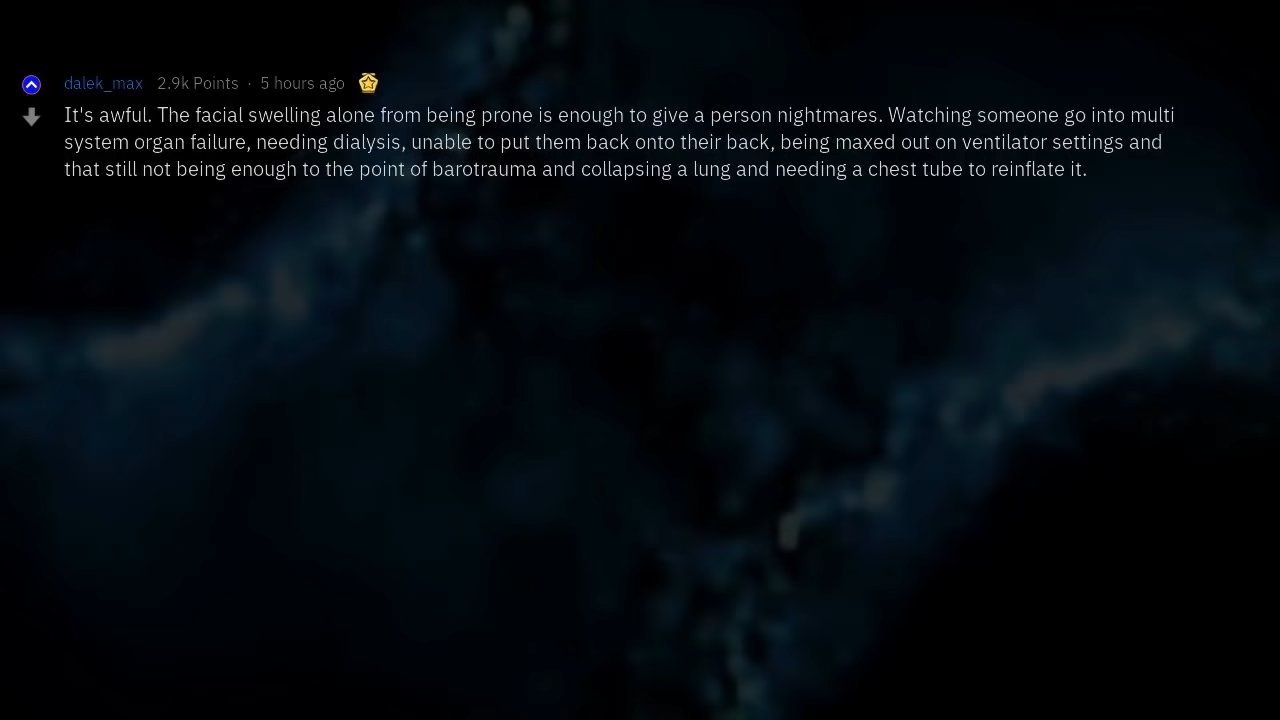 dalek_max 2.9k Points · 5 hours ago
It's awful. The facial swelling alone from being prone is enough to give a person nightmares. Watching someone go into multi
system organ failure, needing dialysis, unable to put them back onto their back, being maxed out on ventilator settings and
that still not being enough to the point of barotrauma and collapsing a lung and needing a chest tube to reinflate it.